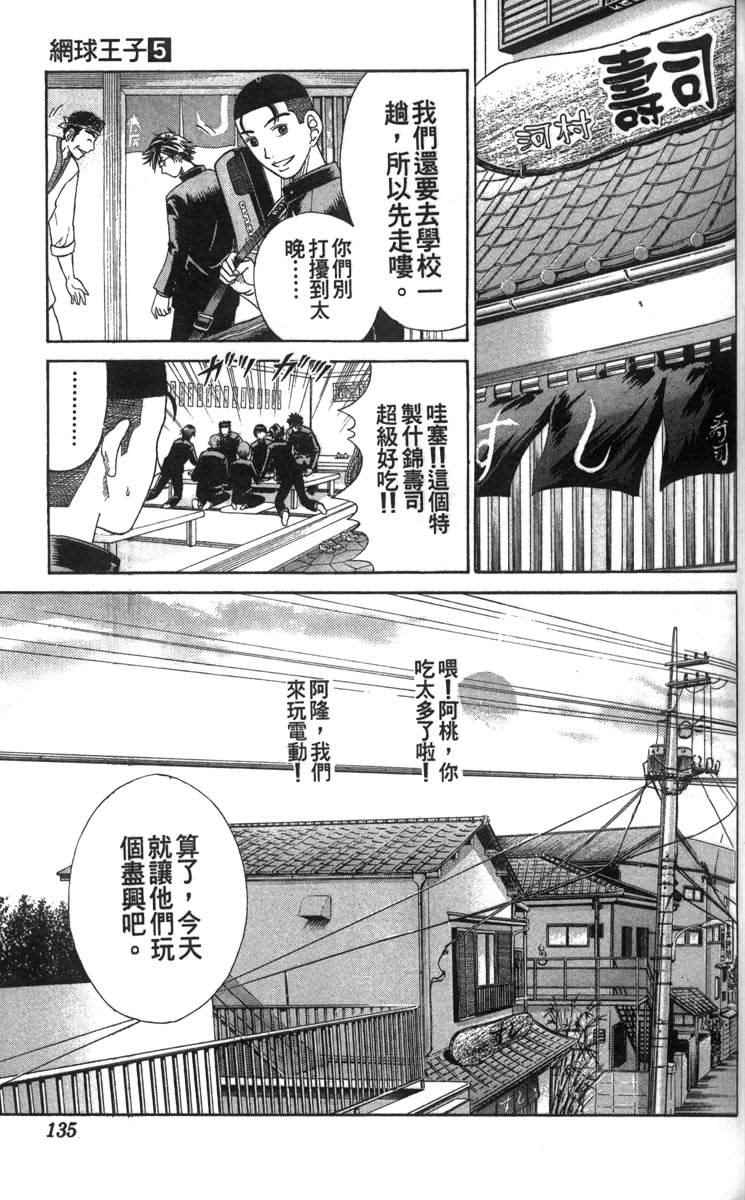 網球王子5
壽司
河村
すし
寿司
我們還要去學校一
趟，所以先走嘍。
你們別
打擾到太
晚……
ガツ
ガツ
哇塞!!這個特
製什錦壽司
超級好吃!!
………
喂！阿桃，你
吃太多了啦！
阿隆，我們
來玩電動！
算了，今天
就讓他們玩
個盡興吧。
135